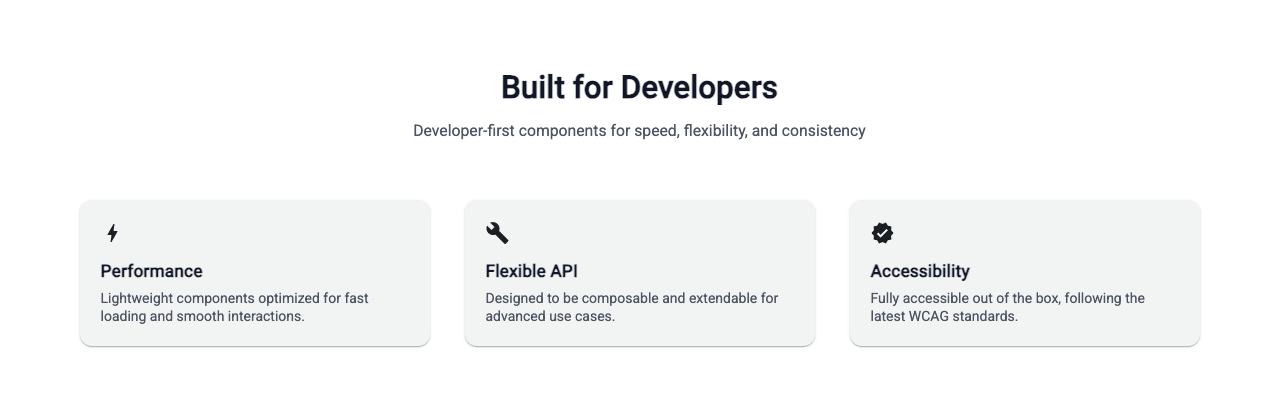 Built for Developers
Developer-first components for speed, flexibility, and consistency
Performance
Lightweight components optimized for fast
loading and smooth interactions.
Flexible API
Designed to be composable and extendable for
advanced use cases.
Accessibility
Fully accessible out of the box, following the
latest WCAG standards.